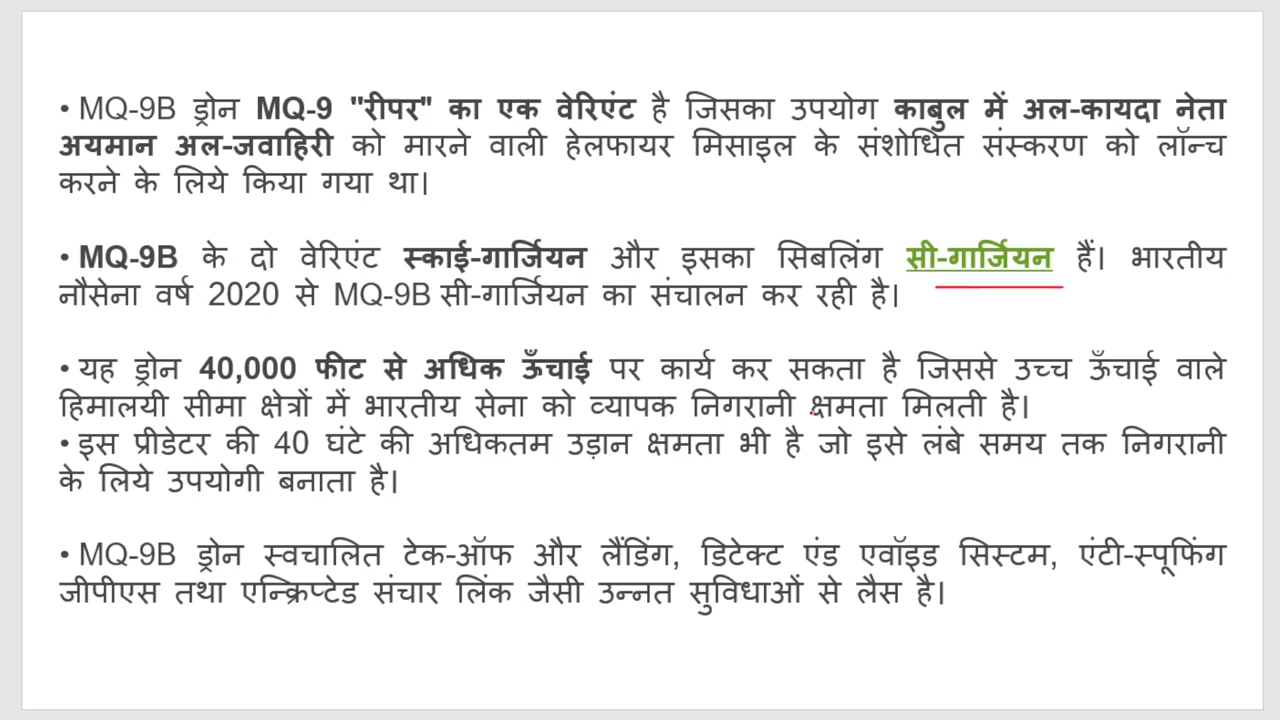 • MQ-9B ड्रोन MQ-9 "रीपर" का एक वेरिएंट है जिसका उपयोग काबुल में अल-कायदा नेता
अयमान अल-जवाहिरी को मारने वाली हेलफायर मिसाइल के संशोधित संस्करण को लॉन्च
करने के लिये किया गया था।
• MQ-9B के दो वेरिएंट स्काई-गार्जियन और इसका सिबलिंग सी-गार्जियन हैं। भारतीय
नौसेना वर्ष 2020 से MQ-9B सी-गार्जियन का संचालन कर रही है।
• यह ड्रोन 40,000 फीट से अधिक ऊँचाई पर कार्य कर सकता है जिससे उच्च ऊँचाई वाले
हिमालयी सीमा क्षेत्रों में भारतीय सेना को व्यापक निगरानी क्षमता मिलती है।
• इस प्रीडेटर की 40 घंटे की अधिकतम उड़ान क्षमता भी है जो इसे लंबे समय तक निगरानी
के लिये उपयोगी बनाता है।
• MQ-9B ड्रोन स्वचालित टेक-ऑफ और लैंडिंग, डिटेक्ट एंड एवॉइड सिस्टम, एंटी-स्पूफिंग
जीपीएस तथा एन्क्रिप्टेड संचार लिंक जैसी उन्नत सुविधाओं से लैस है।